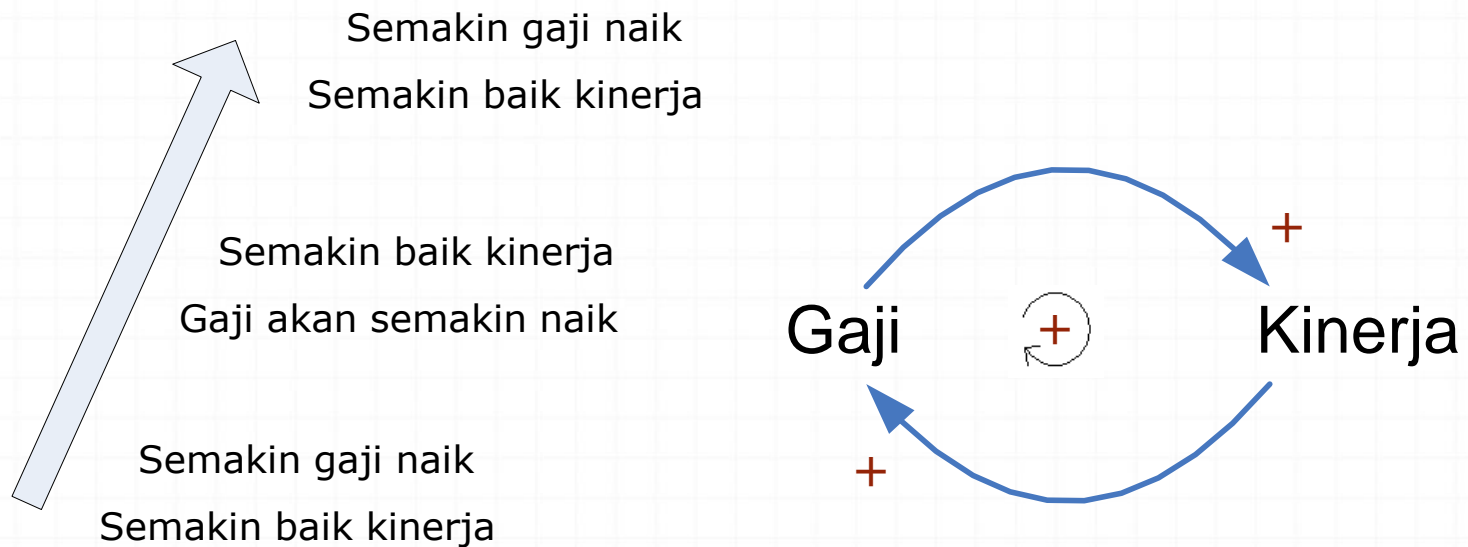 Semakin gaji naik
Semakin baik kinerja
Semakin baik kinerja
Gaji akan semakin naik
Semakin gaji naik
Semakin baik kinerja
+
Gaji
+
Kinerja
+